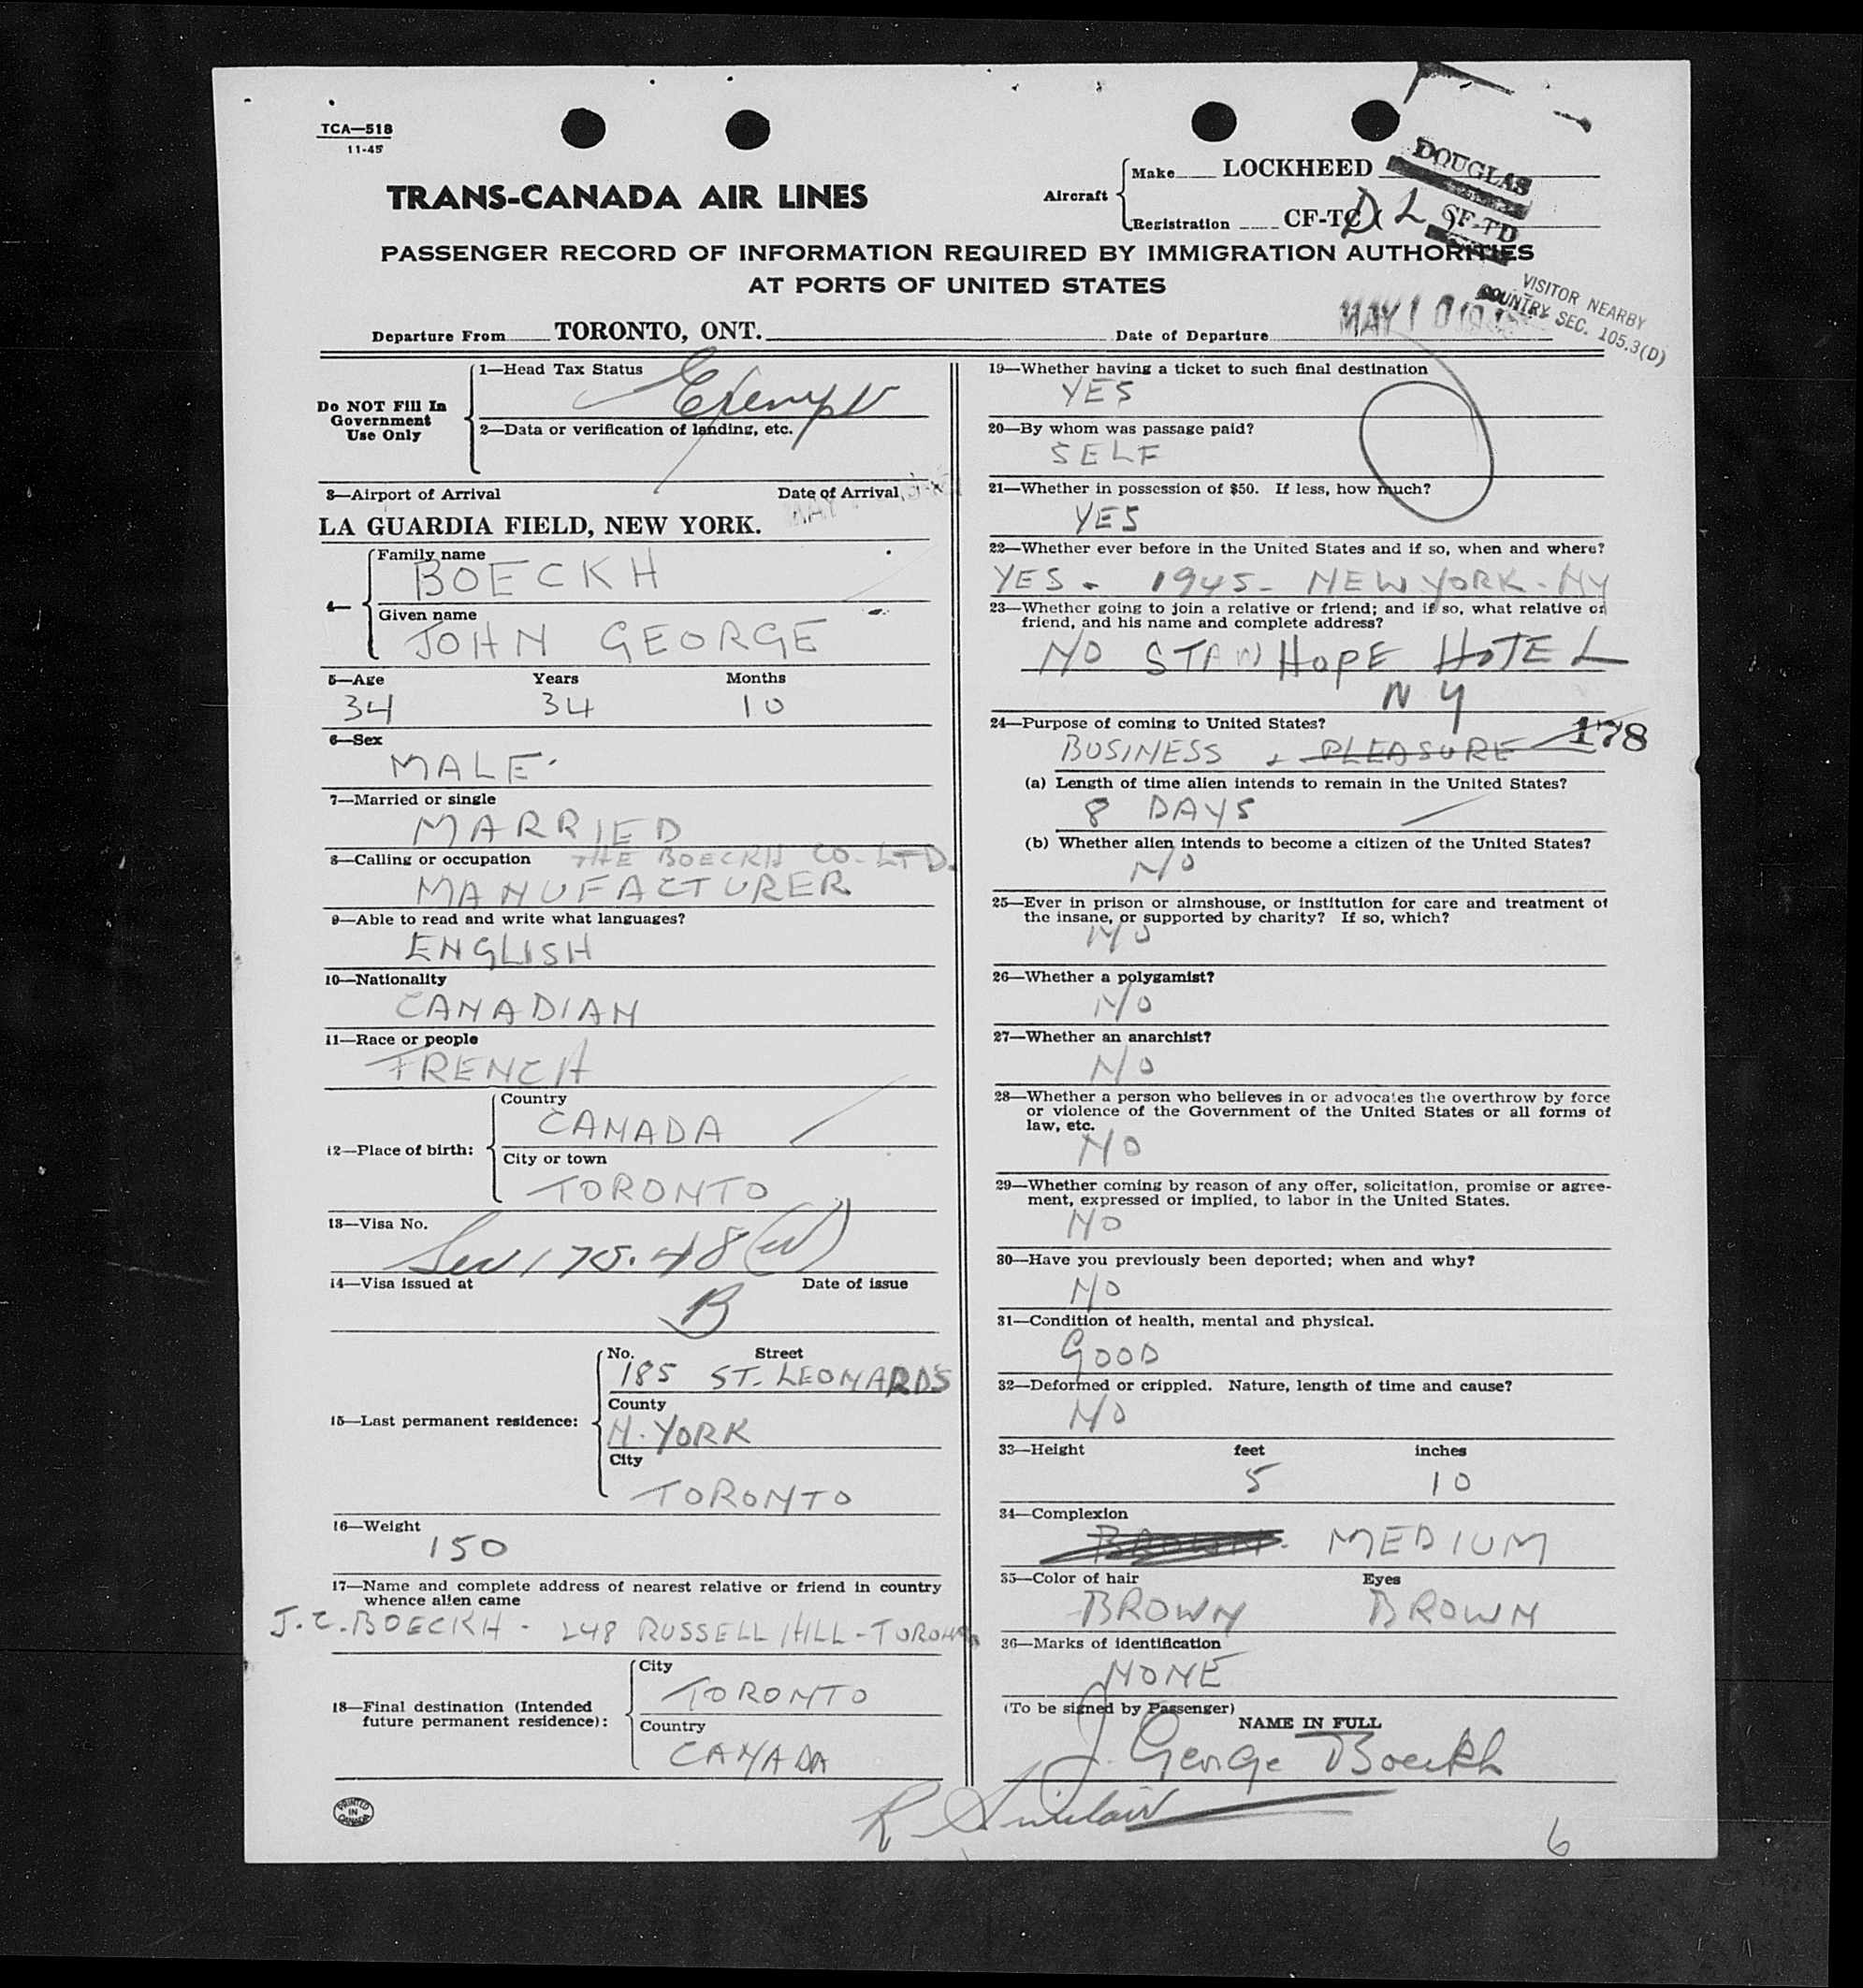 TCA—518
11-45
TRANS-CANADA AIR LINES
Aircraft
Make LOCKHEED DOUGLAS
Registration CF-TC D L CF-TD
PASSENGER RECORD OF INFORMATION REQUIRED BY IMMIGRATION AUTHORITIES
AT PORTS OF UNITED STATES
VISITOR NEARBY
COUNTRY SEC. 105.3(D)
Departure From TORONTO, ONT. Date of Departure MAY 10
Do NOT Fill In
Government
Use Only
1—Head Tax Status
Exempt
2—Data or verification of landing, etc.
3—Airport of Arrival Date of Arrival
MAY
LA GUARDIA FIELD, NEW YORK.
4—
Family name
BOECKH
Given name
JOHN GEORGE
5—Age Years Months
34 34 10
6—Sex
MALE
7—Married or single
MARRIED
8—Calling or occupation THE BOECKH CO. LTD.
MANUFACTURER
9—Able to read and write what languages?
ENGLISH
10—Nationality
CANADIAN
11—Race or people
FRENCH
12—Place of birth:
Country
CANADA
City or town
TORONTO
13—Visa No.
Sec 175.48
14—Visa issued at Date of issue
B
15—Last permanent residence:
No. Street
185 ST. LEONARDS
County
N. YORK
City
TORONTO
16—Weight
150
17—Name and complete address of nearest relative or friend in country
whence alien came
J. C. BOECKH - 248 RUSSELL HILL - TORONTO
18—Final destination (Intended
future permanent residence):
City
TORONTO
Country
CANADA
PRINTED
IN
CANADA
19—Whether having a ticket to such final destination
YES
20—By whom was passage paid?
SELF
21—Whether in possession of $50. If less, how much?
YES
22—Whether ever before in the United States and if so, when and where?
YES - 1945 - NEW YORK - NY
23—Whether going to join a relative or friend; and if so, what relative or
friend, and his name and complete address?
NO STANHOPE HOTEL
N Y
24—Purpose of coming to United States?
BUSINESS + PLEASURE 178
(a) Length of time alien intends to remain in the United States?
8 DAYS
(b) Whether alien intends to become a citizen of the United States?
NO
25—Ever in prison or almshouse, or institution for care and treatment of
the insane, or supported by charity? If so, which?
NO
26—Whether a polygamist?
NO
27—Whether an anarchist?
NO
28—Whether a person who believes in or advocates the overthrow by force
or violence of the Government of the United States or all forms of
law, etc.
NO
29—Whether coming by reason of any offer, solicitation, promise or agree-
ment, expressed or implied, to labor in the United States.
NO
30—Have you previously been deported; when and why?
NO
31—Condition of health, mental and physical.
GOOD
32—Deformed or crippled. Nature, length of time and cause?
NO
33—Height feet inches
5 10
34—Complexion
BROWN. MEDIUM
35—Color of hair Eyes
BROWN BROWN
36—Marks of identification
NONE
(To be signed by Passenger)
NAME IN FULL
J. George Boeckh
R Sinclair
6